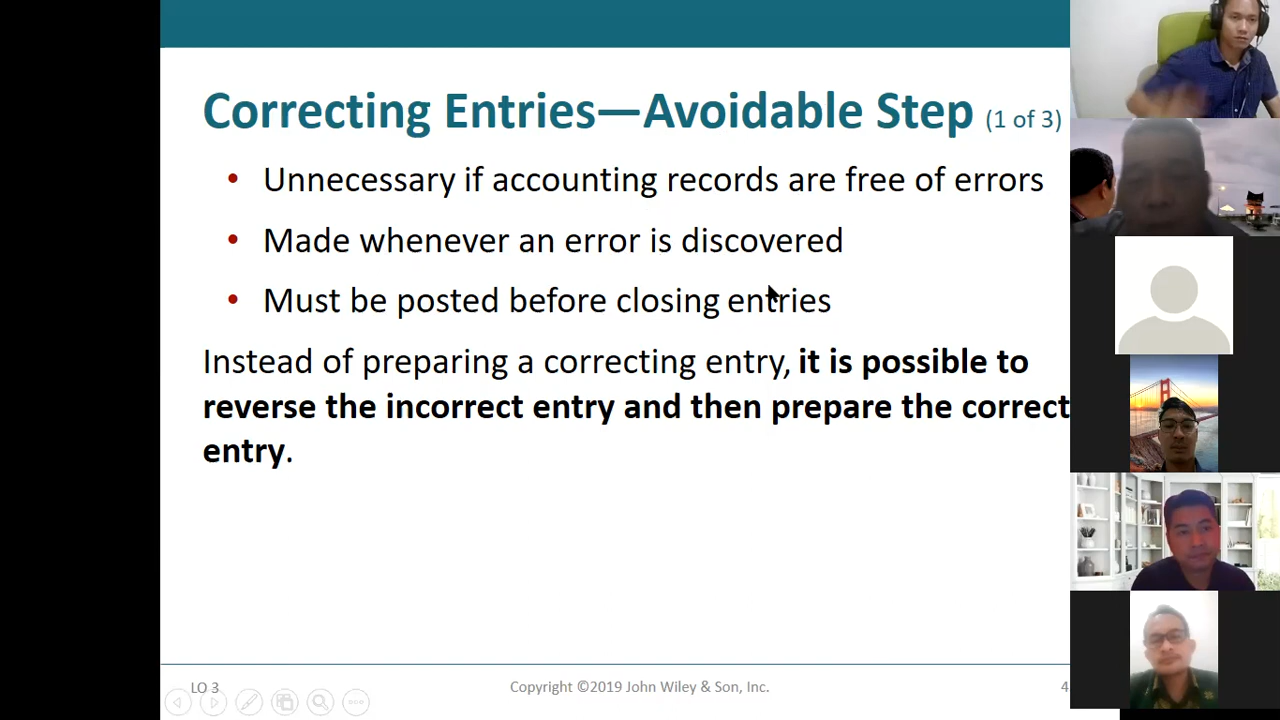 Correcting Entries—Avoidable Step (1 of 3)
• Unnecessary if accounting records are free of errors
• Made whenever an error is discovered
• Must be posted before closing entries
Instead of preparing a correcting entry, it is possible to
reverse the incorrect entry and then prepare the correct
entry.
LO 3
Copyright ©2019 John Wiley & Son, Inc.
4